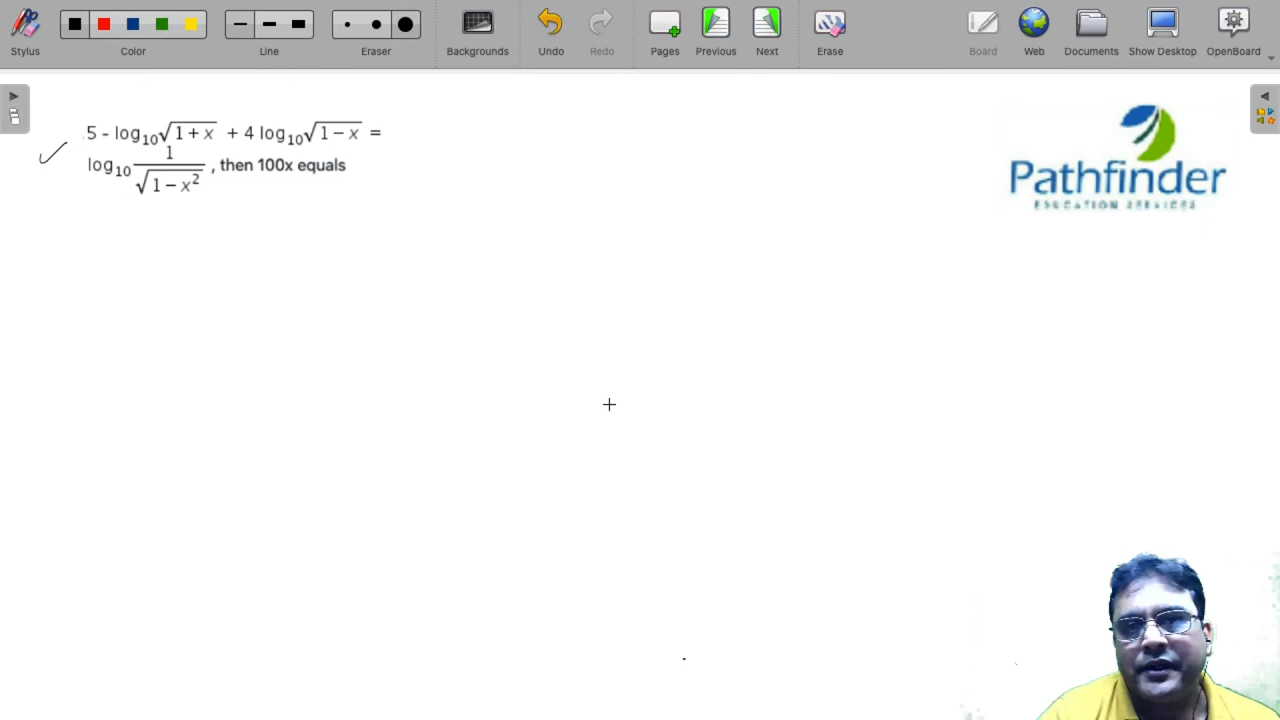 Stylus Color Line Eraser Backgrounds Undo Redo Pages Previous Next Erase Board Web Documents Show Desktop OpenBoard
5 - log₁₀√(1 + x) + 4 log₁₀√(1 − x) =
log₁₀ 1/√(1 − x²) , then 100x equals
Pathfinder
EDUCATION SERVICES